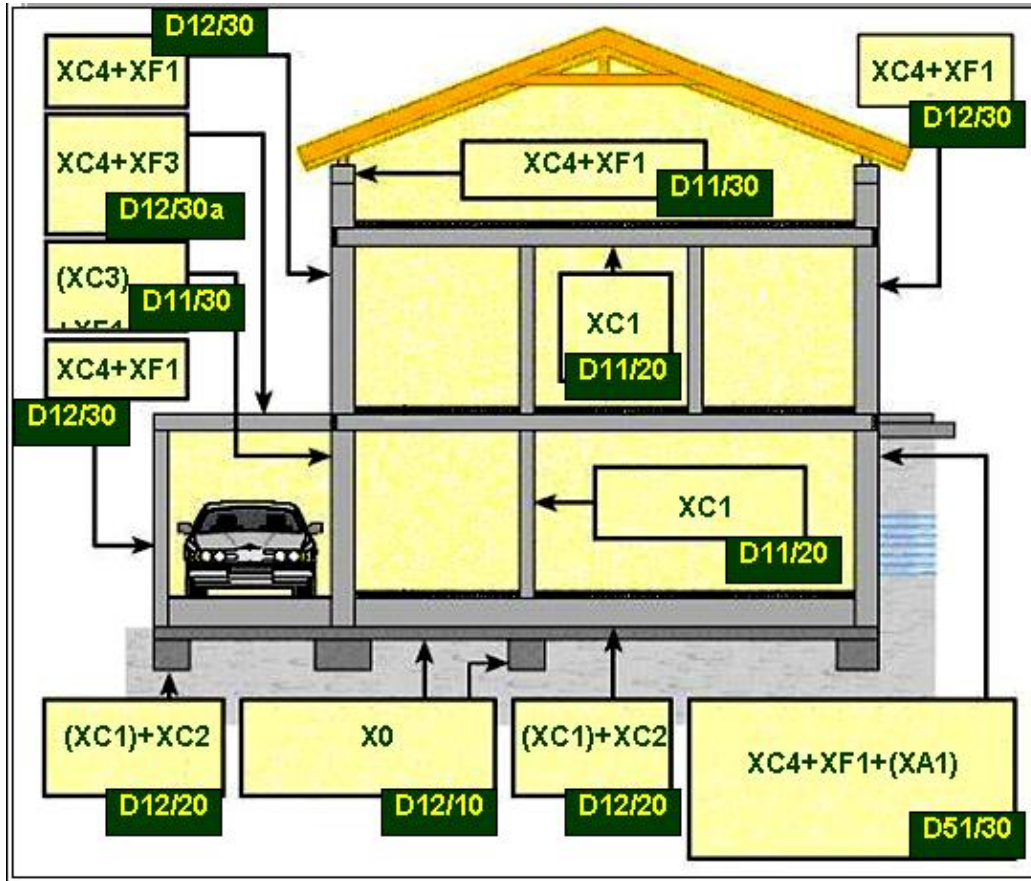 D12/30
XC4+XF1
XC4+XF1
D12/30
XC4+XF3
D12/30a
XC4+XF1
D11/30
(XC3)
+XF1
D11/30
XC1
D11/20
XC4+XF1
D12/30
XC1
D11/20
(XC1)+XC2
D12/20
X0
D12/10
(XC1)+XC2
D12/20
XC4+XF1+(XA1)
D51/30